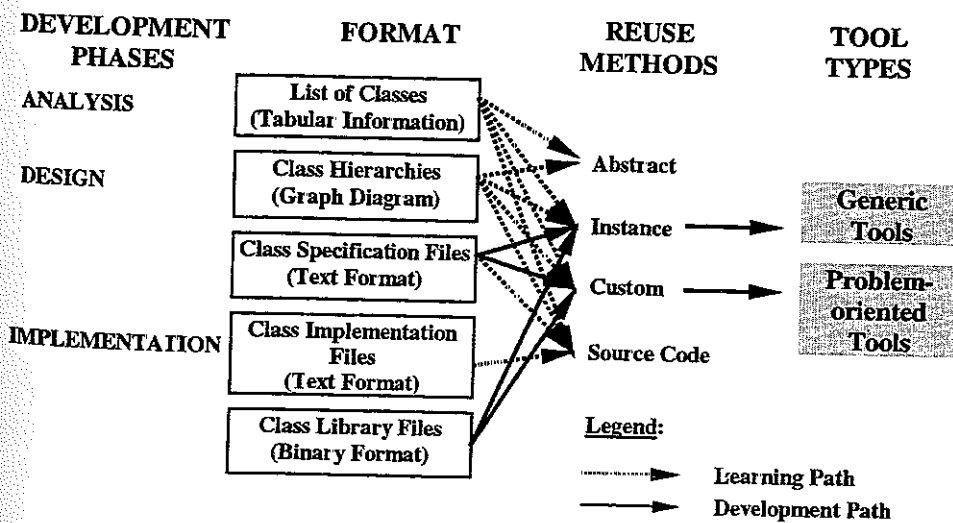 DEVELOPMENT PHASES
FORMAT
REUSE METHODS
TOOL TYPES
ANALYSIS
List of Classes
(Tabular Information)
DESIGN
Class Hierarchies
(Graph Diagram)
Class Specification Files
(Text Format)
IMPLEMENTATION
Class Implementation
Files
(Text Format)
Class Library Files
(Binary Format)
Abstract
Instance
Custom
Source Code
Generic
Tools
Problem-
oriented
Tools
Legend:
Learning Path
Development Path